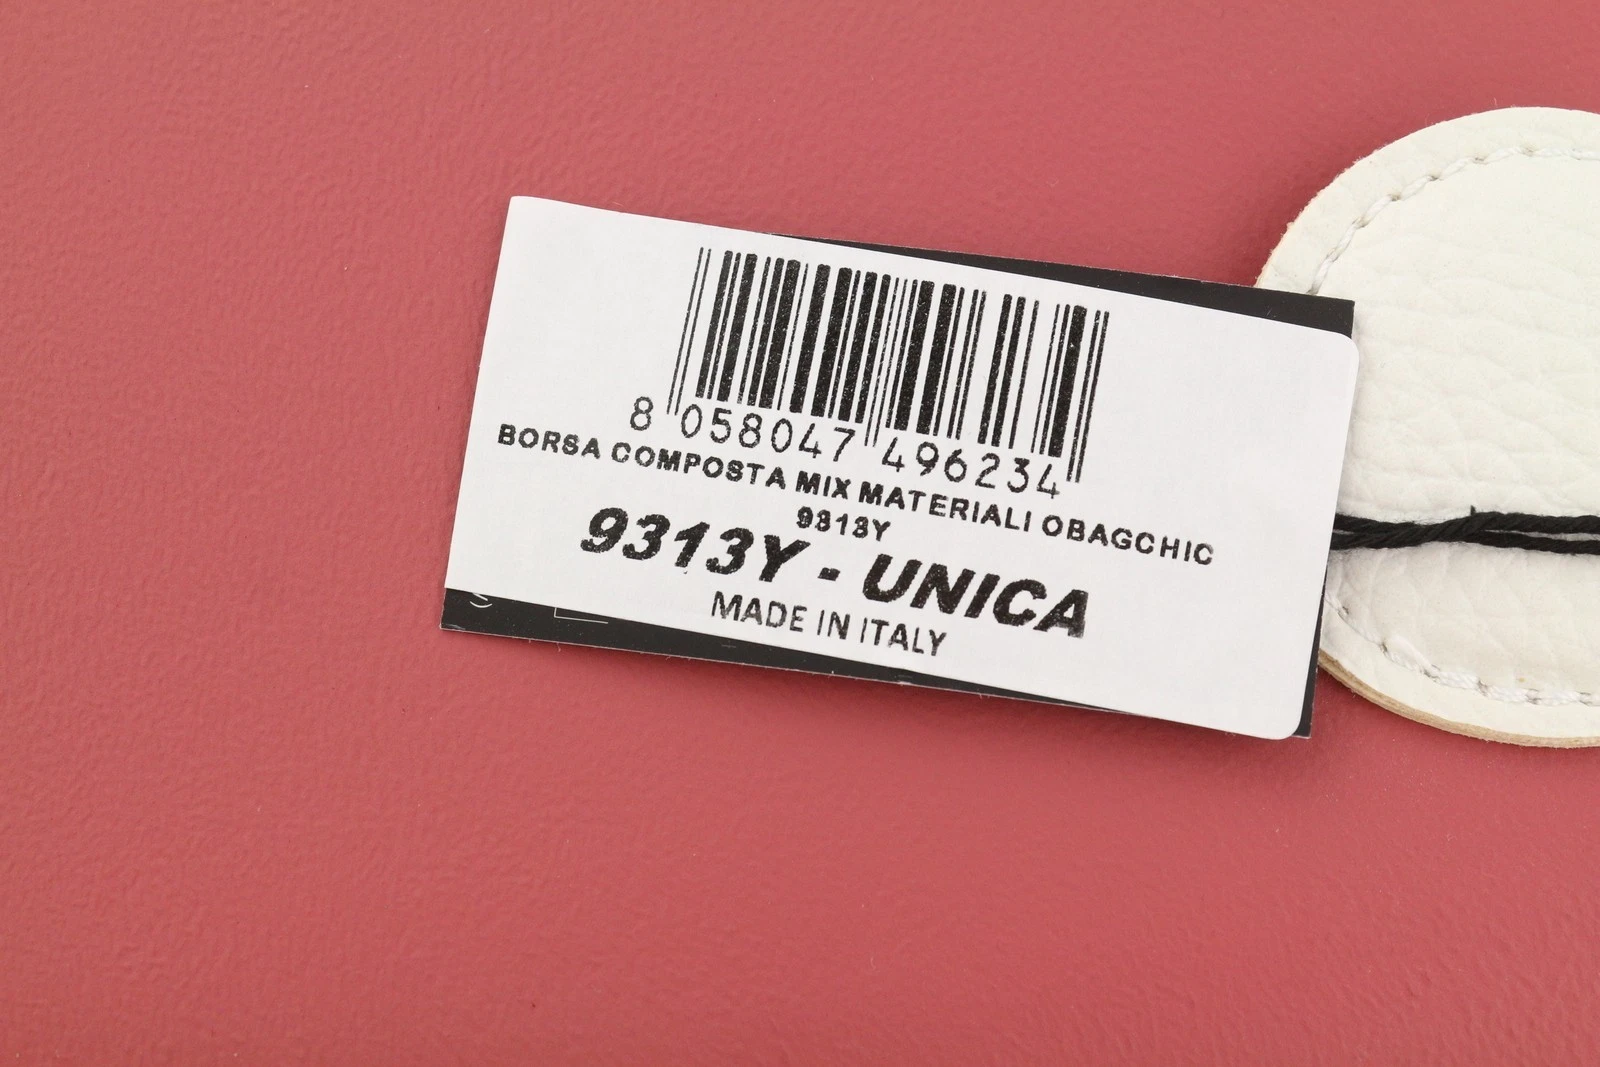 8 058047 496234
BORSA COMPOSTA MIX MATERIALI OBAGCHIC
9313Y
9313Y - UNICA
MADE IN ITALY